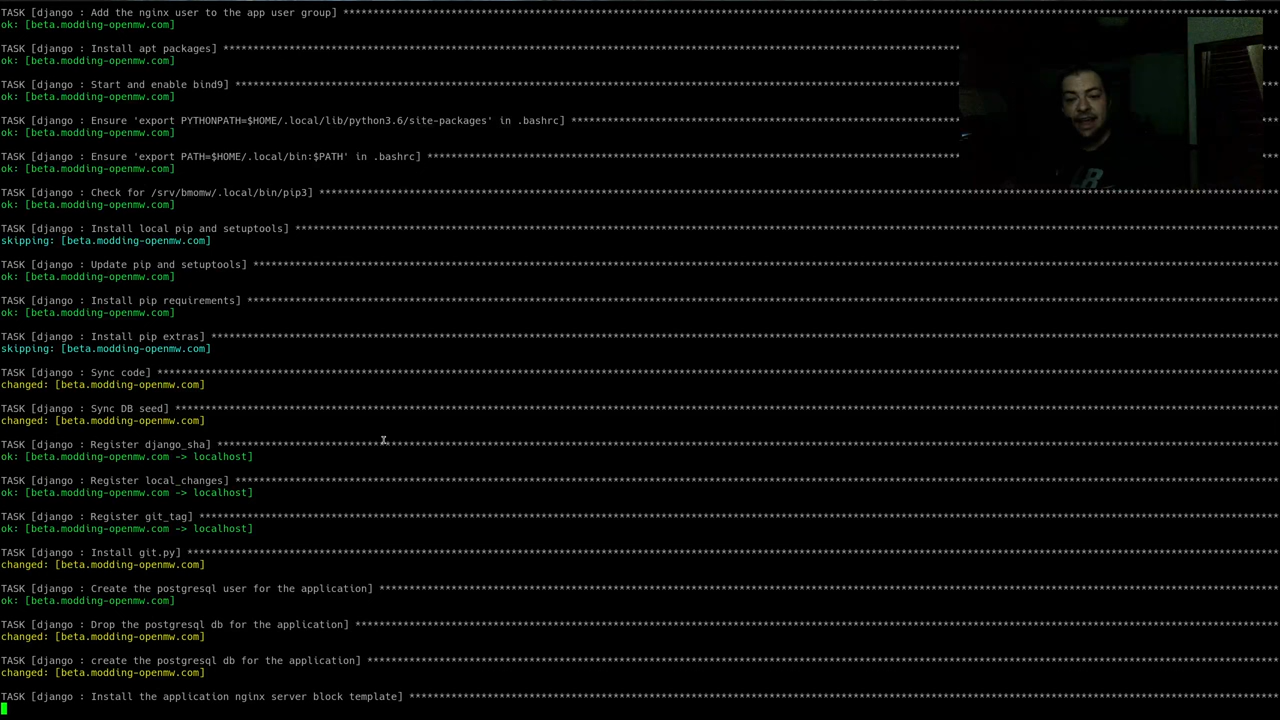 TASK [django : Add the nginx user to the app user group] ****************************************************************************************************
ok: [beta.modding-openmw.com]
TASK [django : Install apt packages] ****************************************************************************************************
ok: [beta.modding-openmw.com]
TASK [django : Start and enable bind9] ****************************************************************************************************
ok: [beta.modding-openmw.com]
TASK [django : Ensure 'export PYTHONPATH=$HOME/.local/lib/python3.6/site-packages' in .bashrc] ****************************************************************
ok: [beta.modding-openmw.com]
TASK [django : Ensure 'export PATH=$HOME/.local/bin:$PATH' in .bashrc] ****************************************************************************************
ok: [beta.modding-openmw.com]
TASK [django : Check for /srv/bmomw/.local/bin/pip3] ****************************************************************************************************
ok: [beta.modding-openmw.com]
TASK [django : Install local pip and setuptools] ****************************************************************************************************
skipping: [beta.modding-openmw.com]
TASK [django : Update pip and setuptools] ****************************************************************************************************
ok: [beta.modding-openmw.com]
TASK [django : Install pip requirements] ****************************************************************************************************
ok: [beta.modding-openmw.com]
TASK [django : Install pip extras] ****************************************************************************************************
skipping: [beta.modding-openmw.com]
TASK [django : Sync code] ****************************************************************************************************
changed: [beta.modding-openmw.com]
TASK [django : Sync DB seed] ****************************************************************************************************
changed: [beta.modding-openmw.com]
TASK [django : Register django_sha] ****************************************************************************************************
ok: [beta.modding-openmw.com -> localhost]
TASK [django : Register local_changes] ****************************************************************************************************
ok: [beta.modding-openmw.com -> localhost]
TASK [django : Register git_tag] ****************************************************************************************************
ok: [beta.modding-openmw.com -> localhost]
TASK [django : Install git.py] ****************************************************************************************************
changed: [beta.modding-openmw.com]
TASK [django : Create the postgresql user for the application] ****************************************************************************************************
ok: [beta.modding-openmw.com]
TASK [django : Drop the postgresql db for the application] ****************************************************************************************************
changed: [beta.modding-openmw.com]
TASK [django : create the postgresql db for the application] ****************************************************************************************************
changed: [beta.modding-openmw.com]
TASK [django : Install the application nginx server block template] ****************************************************************************************************